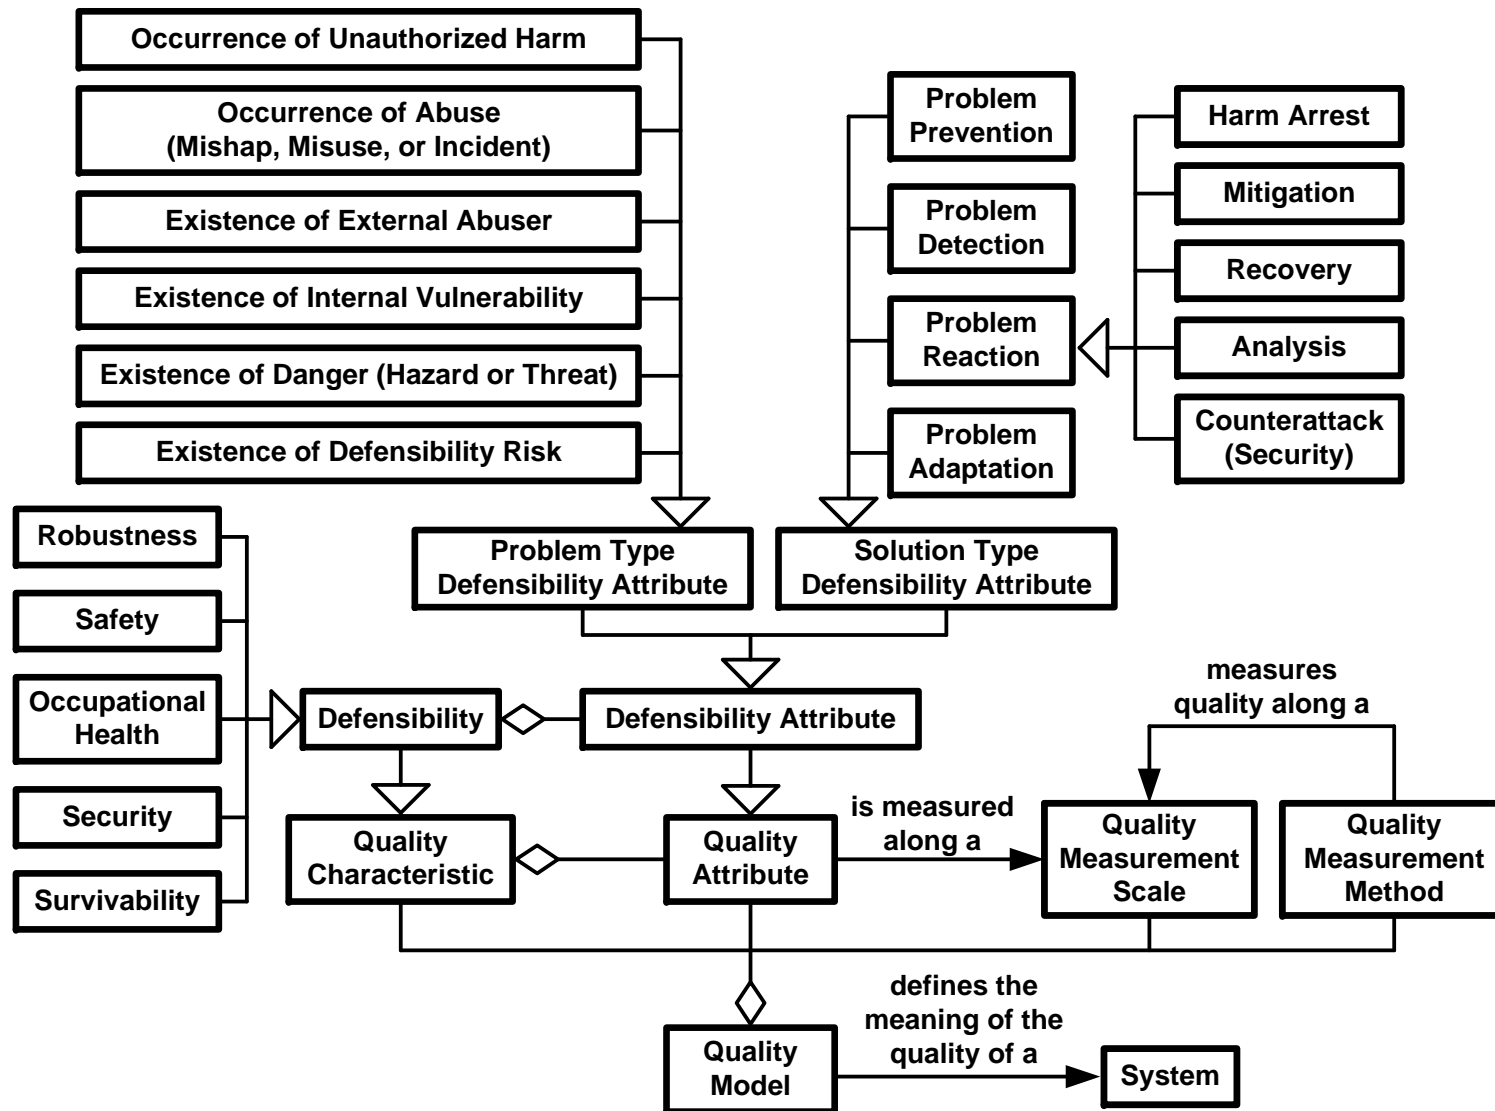 Occurrence of Unauthorized Harm
Occurrence of Abuse
(Mishap, Misuse, or Incident)
Existence of External Abuser
Existence of Internal Vulnerability
Existence of Danger (Hazard or Threat)
Existence of Defensibility Risk
Problem
Prevention
Problem
Detection
Problem
Reaction
Problem
Adaptation
Harm Arrest
Mitigation
Recovery
Analysis
Counterattack
(Security)
Problem Type
Defensibility Attribute
Solution Type
Defensibility Attribute
Robustness
Safety
Occupational
Health
Security
Survivability
Defensibility
Defensibility Attribute
measures
quality along a
Quality
Characteristic
Quality
Attribute
is measured
along a
Quality
Measurement
Scale
Quality
Measurement
Method
Quality
Model
defines the
meaning of the
quality of a
System